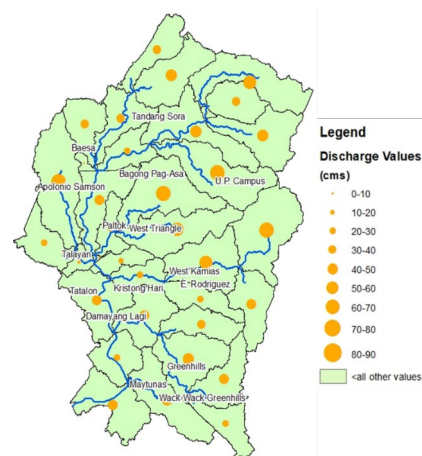 Tandang Sora
Baesa
Bagong Pag-Asa
U.P. Campus
Apolonio Samson
Paltok
West Triangle
Talayan
West Kamias
Kristong Hari
E. Rodriguez
Tatalon
Damayang Lagi
Greenhills
Maytunas
Wack Wack Greenhills
Legend
Discharge Values
(cms)
0-10
10-20
20-30
30-40
40-50
50-60
60-70
70-80
80-90
<all other values